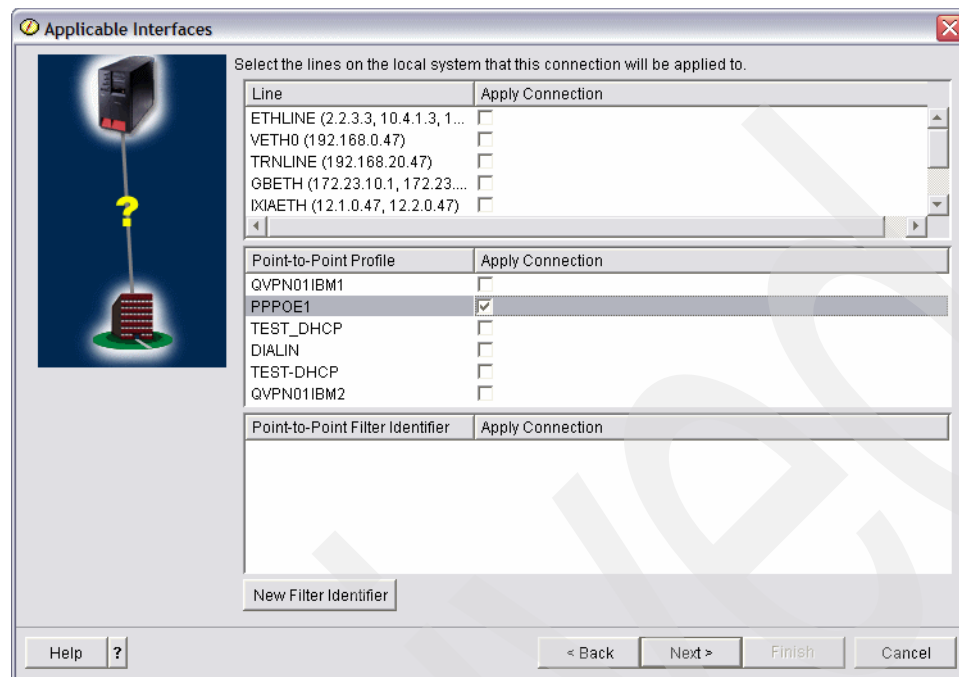 Applicable Interfaces
Select the lines on the local system that this connection will be applied to.
Line Apply Connection
ETHLINE (2.2.3.3, 10.4.1.3, 1...
VETH0 (192.168.0.47)
TRNLINE (192.168.20.47)
GBETH (172.23.10.1, 172.23....
IXIAETH (12.1.0.47, 12.2.0.47)
?
Point-to-Point Profile Apply Connection
QVPN01IBM1
PPPOE1
TEST_DHCP
DIALIN
TEST-DHCP
QVPN01IBM2
Point-to-Point Filter Identifier Apply Connection
New Filter Identifier
Help ? < Back Next > Finish Cancel